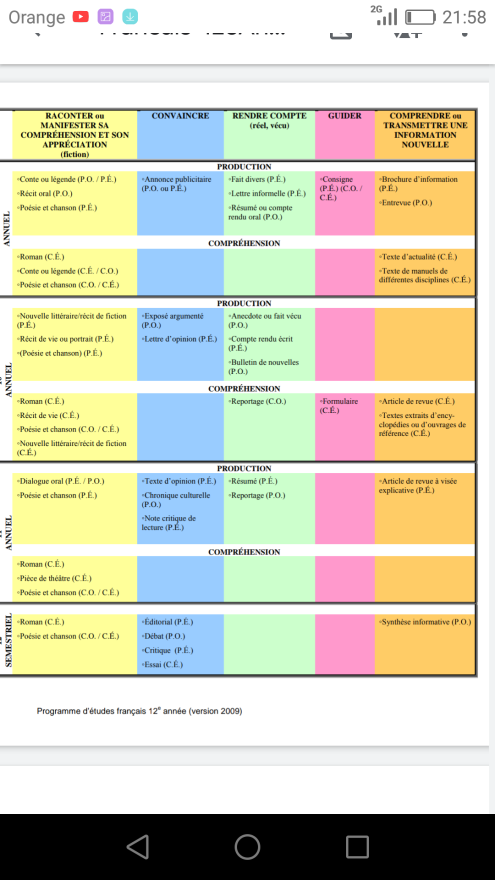 Orange 2G 21:58
RACONTER ou
MANIFESTER SA
COMPRÉHENSION ET SON
APPRÉCIATION
(fiction)
CONVAINCRE
RENDRE COMPTE
(réel, vécu)
GUIDER
COMPRENDRE ou
TRANSMETTRE UNE
INFORMATION
NOUVELLE
ANNUEL
PRODUCTION
◦Conte ou légende (P.O. / P.É.)
◦Récit oral (P.O.)
◦Poésie et chanson (P.É.)
◦Annonce publicitaire
(P.O. ou P.É.)
◦Fait divers (P.É.)
◦Lettre informelle (P.É.)
◦Résumé ou compte
rendu oral (P.O.)
◦Consigne
(P.É.) (C.O. /
C.É.)
◦Brochure d’information
(P.É.)
◦Entrevue (P.O.)
COMPRÉHENSION
◦Roman (C.É.)
◦Conte ou légende (C.É. / C.O.)
◦Poésie et chanson (C.O. / C.É.)
◦Texte d’actualité (C.É.)
◦Texte de manuels de
différentes disciplines (C.É.)
ANNUEL
PRODUCTION
◦Nouvelle littéraire/récit de fiction
(P.É.)
◦Récit de vie ou portrait (P.É.)
◦(Poésie et chanson) (P.É.)
◦Exposé argumenté
(P.O.)
◦Lettre d’opinion (P.É.)
◦Anecdote ou fait vécu
(P.O.)
◦Compte rendu écrit
(P.É.)
◦Bulletin de nouvelles
(P.O.)
COMPRÉHENSION
◦Roman (C.É.)
◦Récit de vie (C.É.)
◦Poésie et chanson (C.O. / C.É.)
◦Nouvelle littéraire/récit de fiction
(C.É.)
◦Reportage (C.O.)
◦Formulaire
(C.É.)
◦Article de revue (C.É.)
◦Textes extraits d’ency-
clopédies ou d’ouvrages de
référence (C.É.)
ANNUEL
PRODUCTION
◦Dialogue oral (P.É. / P.O.)
◦Poésie et chanson (P.É.)
◦Texte d’opinion (P.É.)
◦Chronique culturelle
(P.O.)
◦Note critique de
lecture (P.É.)
◦Résumé (P.É.)
◦Reportage (P.O.)
◦Article de revue à visée
explicative (P.É.)
COMPRÉHENSION
◦Roman (C.É.)
◦Pièce de théâtre (C.É.)
◦Poésie et chanson (C.O. / C.É.)
SEMESTRIEL
◦Roman (C.É.)
◦Poésie et chanson (C.O. / C.É.)
◦Éditorial (P.É.)
◦Débat (P.O.)
◦Critique (P.É.)
◦Essai (C.É.)
◦Synthèse informative (P.O.)
Programme d’études français 12e année (version 2009)